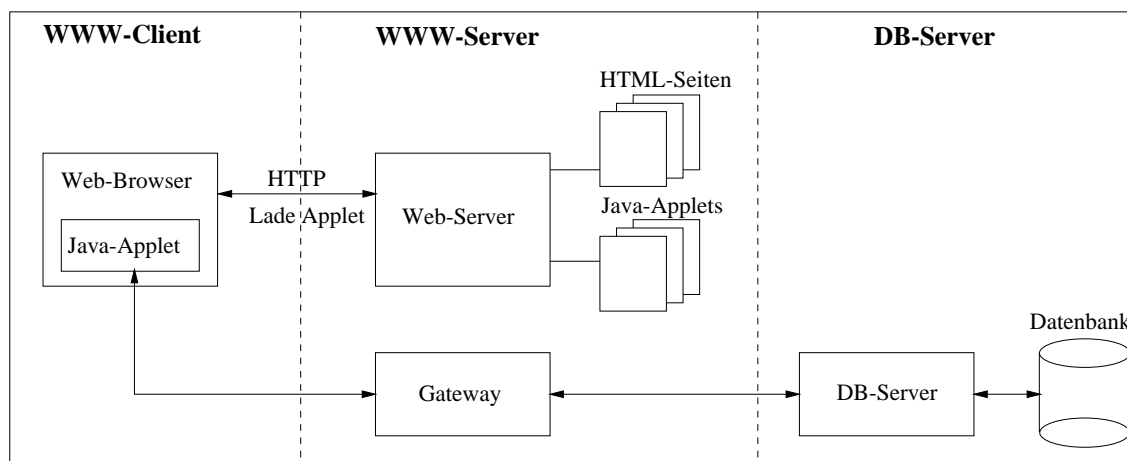 WWW-Client
WWW-Server
DB-Server
HTML-Seiten
Web-Browser
HTTP
Lade Applet
Web-Server
Java-Applets
Java-Applet
Datenbank
Gateway
DB-Server